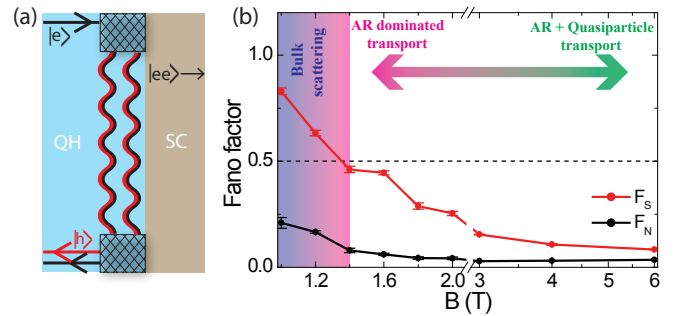 (a)
|e>
|ee>
QH
SC
|h>
(b)
AR dominated
transport
AR + Quasiparticle
transport
Bulk
scattering
Fano factor
1.0
0.5
0.0
F_S
F_N
1.2
1.6
2.0
3
4
5
6
B (T)